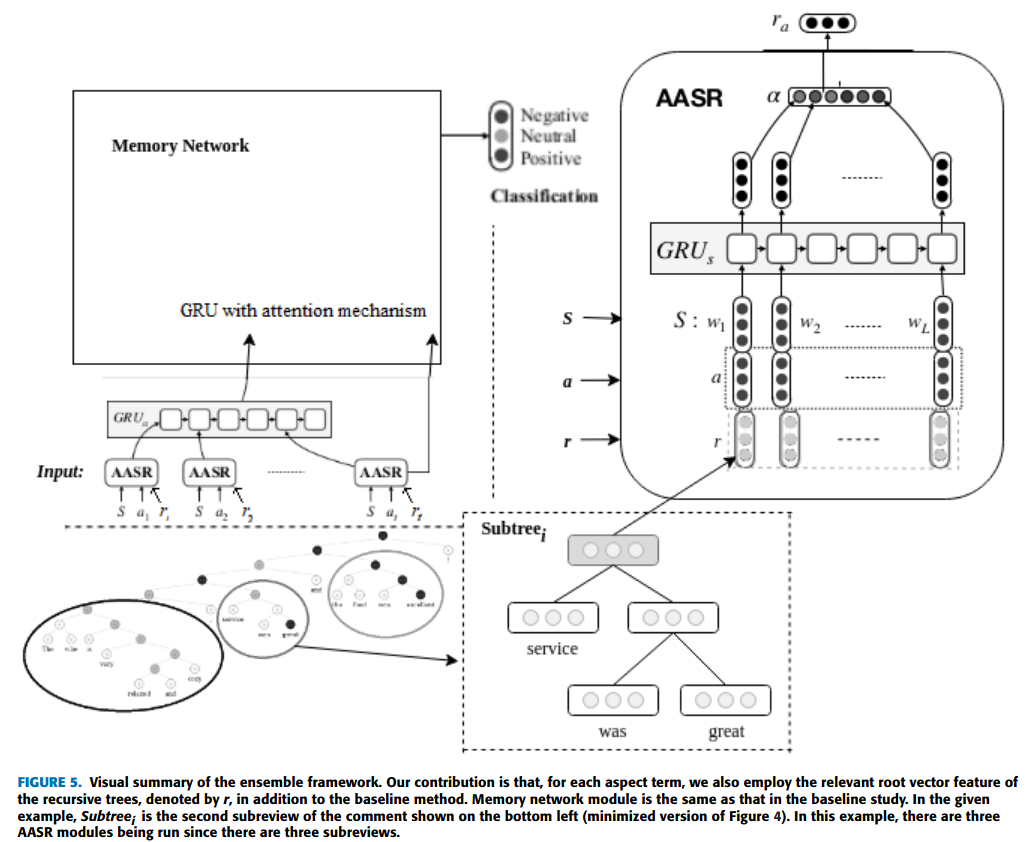 r_a
AASR
α
Memory Network
Negative
Neutral
Positive
Classification
GRU_s
GRU with attention mechanism
S
S : w_1
w_2
.......
w_L
a
a
r
r
GRU_a
Input:
AASR
AASR
AASR
S a_1 r_1
S a_2 r_2
S a_t r_t
Subtree_i
and
the food was excellent
service
was great
The vibe is
very
relaxed and
cozy
service
was
great
FIGURE 5. Visual summary of the ensemble framework. Our contribution is that, for each aspect term, we also employ the relevant root vector feature of
the recursive trees, denoted by r, in addition to the baseline method. Memory network module is the same as that in the baseline study. In the given
example, Subtree_i is the second subreview of the comment shown on the bottom left (minimized version of Figure 4). In this example, there are three
AASR modules being run since there are three subreviews.